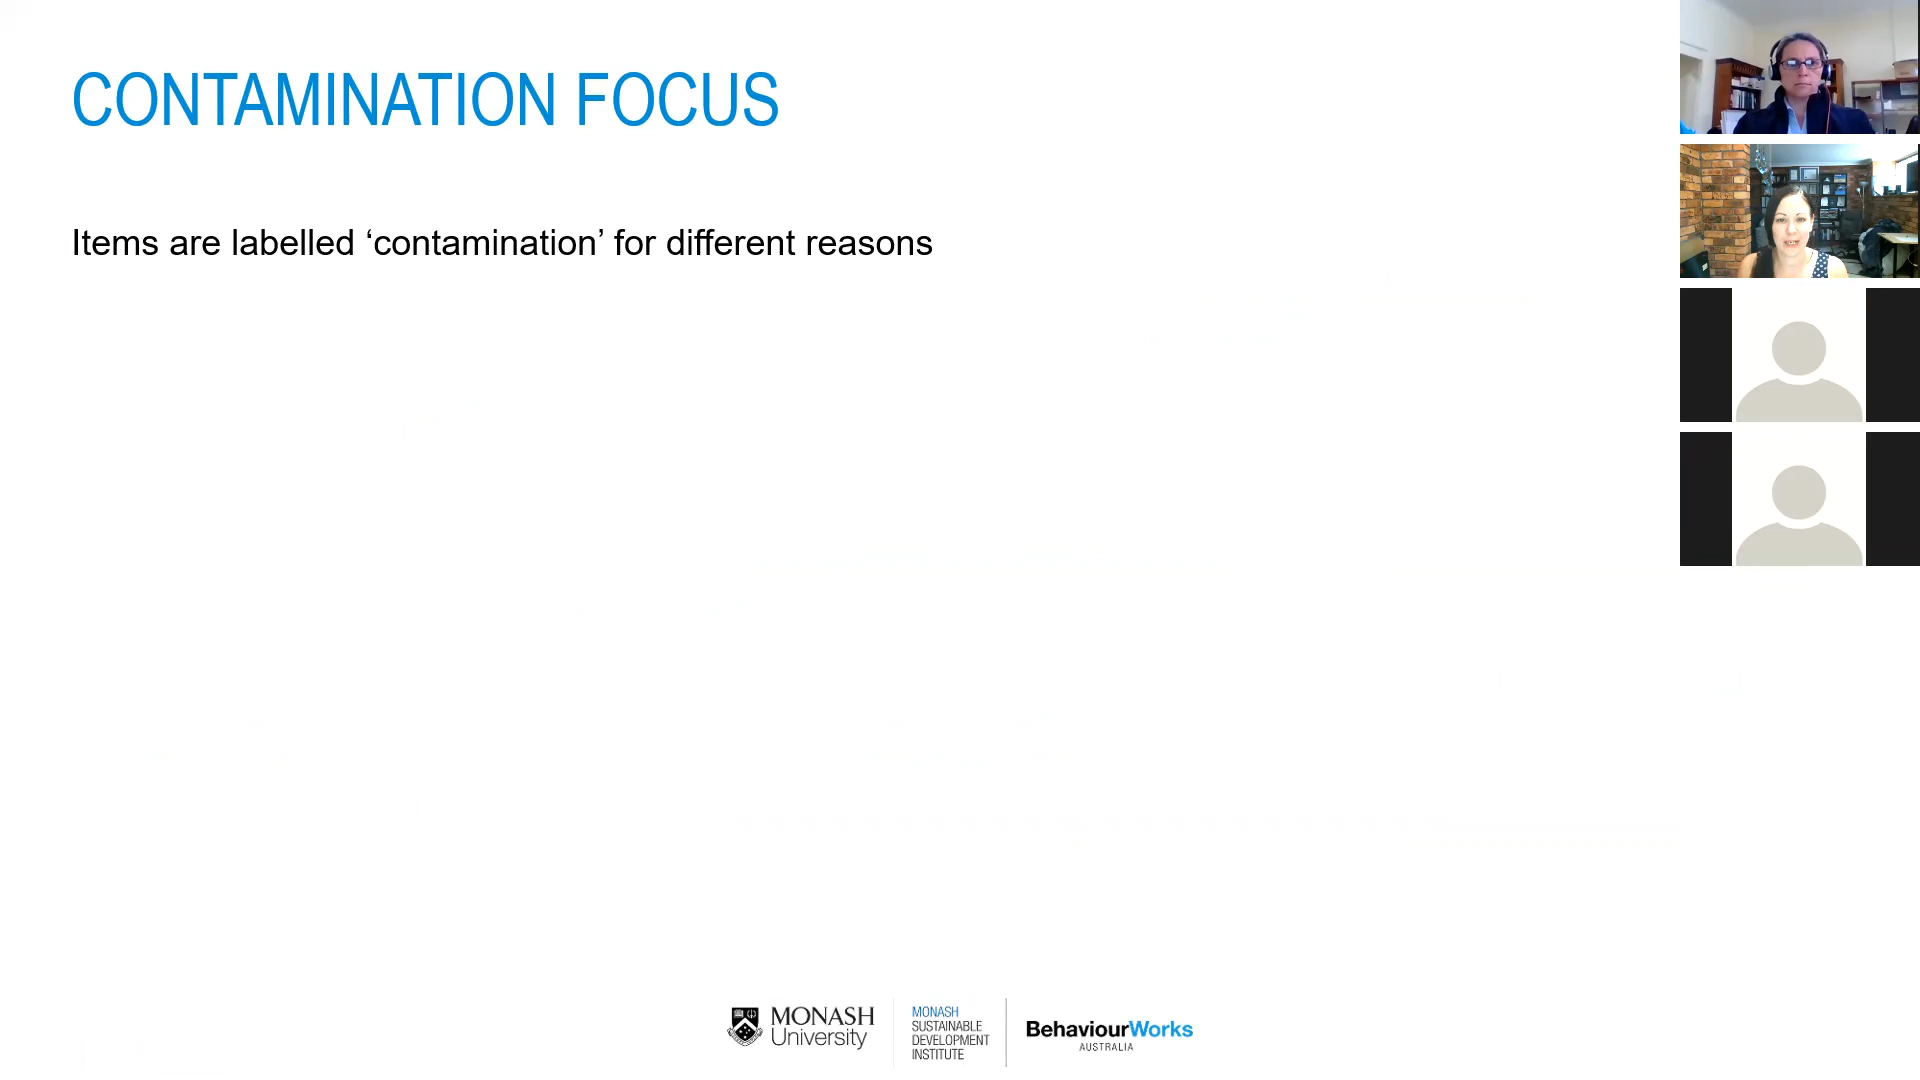 CONTAMINATION FOCUS
Items are labelled ‘contamination’ for different reasons
MONASH
University
MONASH
SUSTAINABLE
DEVELOPMENT
INSTITUTE
BehaviourWorks
AUSTRALIA